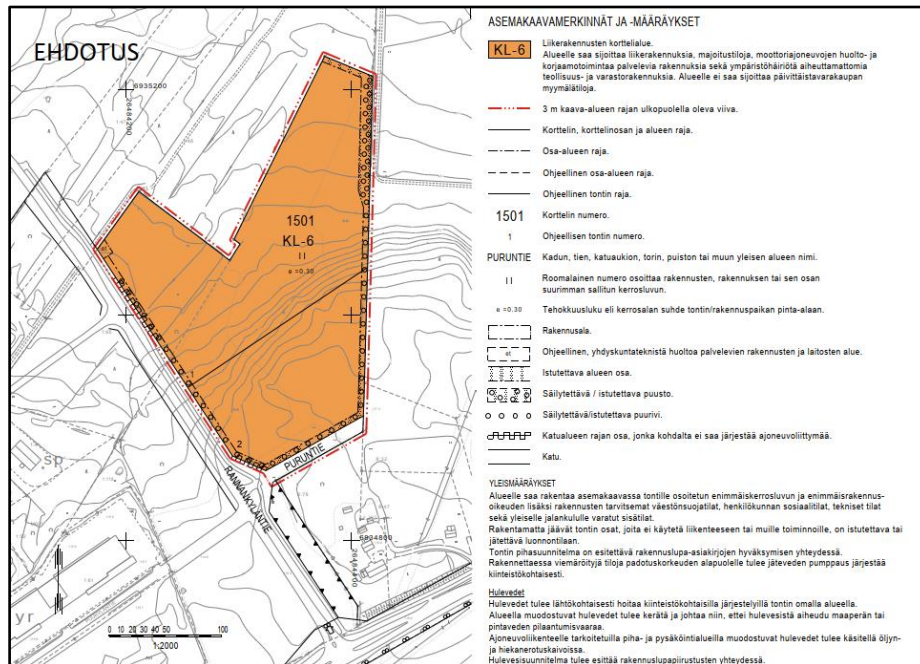 EHDOTUS
6935200
26484200
1501
KL-6
II
e =0.30
et
1
2
PURUNTIE
RANNANKYLÄNTIE
sp
yr
6934800
26484400
0 10 20 30 40 50 100
1:2000
ASEMAKAAVAMERKINNÄT JA -MÄÄRÄYKSET
KL-6
Liikerakennusten korttelialue.
Alueelle saa sijoittaa liikerakennuksia, majoitustiloja, moottoriajoneuvojen huolto- ja
korjaamotoimintaa palvelevia rakennuksia sekä ympäristöhäiriötä aiheuttamattomia
teollisuus- ja varastorakennuksia. Alueelle ei saa sijoittaa päivittäistavarakaupan
myymälätiloja.
3 m kaava-alueen rajan ulkopuolella oleva viiva.
Korttelin, korttelinosan ja alueen raja.
Osa-alueen raja.
Ohjeellinen osa-alueen raja.
Ohjeellinen tontin raja.
1501 Korttelin numero.
1 Ohjeellisen tontin numero.
PURUNTIE Kadun, tien, katuaukion, torin, puiston tai muun yleisen alueen nimi.
II Roomalainen numero osoittaa rakennusten, rakennuksen tai sen osan
suurimman sallitun kerrosluvun.
e =0.30 Tehokkuusluku eli kerrosalan suhde tontin/rakennuspaikan pinta-alaan.
Rakennusala.
et Ohjeellinen, yhdyskuntateknistä huoltoa palvelevien rakennusten ja laitosten alue.
Istutettava alueen osa.
Säilytettävä / istutettava puusto.
Säilytettävä/istutettava puurivi.
Katualueen rajan osa, jonka kohdalta ei saa järjestää ajoneuvoliittymää.
Katu.
YLEISMÄÄRÄYKSET
Alueelle saa rakentaa asemakaavassa tontille osoitetun enimmäiskerrosluvun ja enimmäisrakennus-
oikeuden lisäksi rakennusten tarvitsemat väestönsuojatilat, henkilökunnan sosiaalitilat, tekniset tilat
sekä yleiselle jalankululle varatut sisätilat.
Rakentamatta jäävät tontin osat, joita ei käytetä liikenteeseen tai muille toiminnoille, on istutettava tai
jätettävä luonnontilaan.
Tontin pihasuunnitelma on esitettävä rakennuslupa-asiakirjojen hyväksymisen yhteydessä.
Rakennettaessa viemäröityjä tiloja padotuskorkeuden alapuolelle tulee jäteveden pumppaus järjestää
kiinteistökohtaisesti.
Hulevedet
Hulevedet tulee lähtökohtaisesti hoitaa kiinteistökohtaisilla järjestelyillä tontin omalla alueella.
Alueella muodostuvat hulevedet tulee kerätä ja johtaa niin, ettei hulevesistä aiheudu maaperän tai
pintaveden pilaantumisvaaraa.
Ajoneuvoliikenteelle tarkoitetuilla piha- ja pysäköintialueilla muodostuvat hulevedet tulee käsitellä öljyn-
ja hiekanerotuskaivoissa.
Hulevesisuunnitelma tulee esittää rakennuslupapiirustusten yhteydessä.